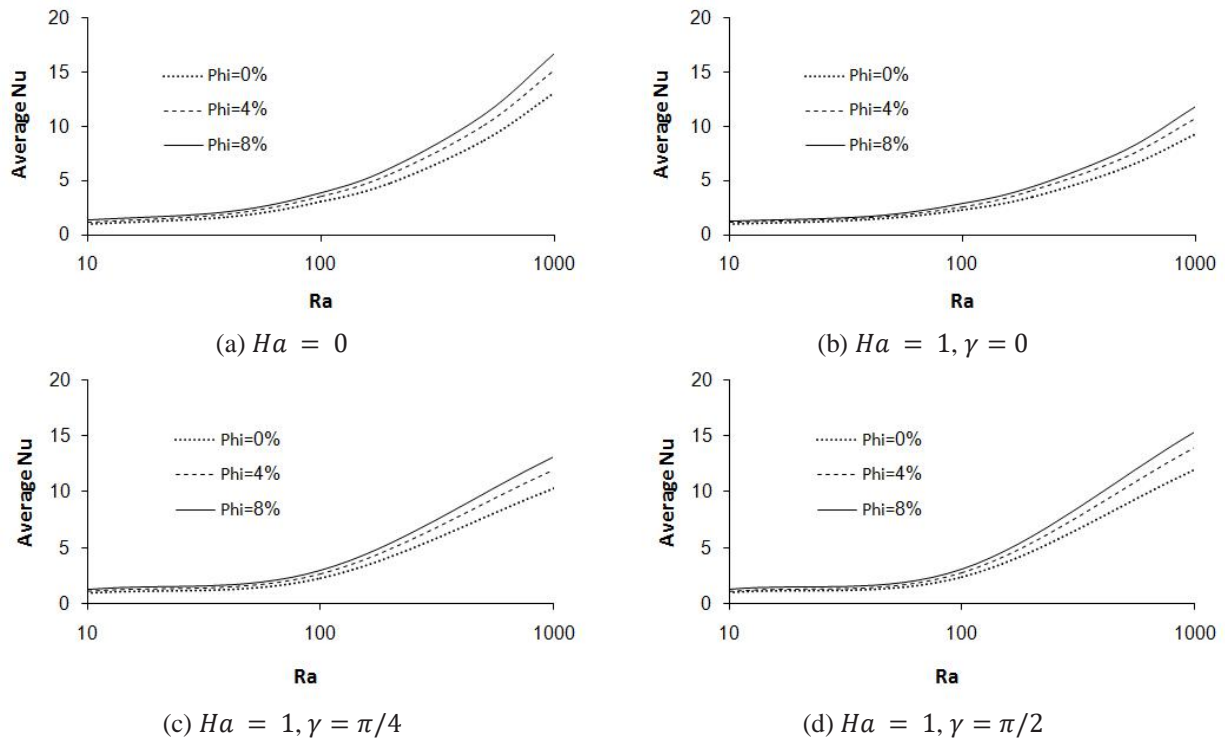 20
15
10
5
0
Average Nu
Phi=0%
Phi=4%
Phi=8%
10 100 1000
Ra
(a) Ha = 0
20
15
10
5
0
Average Nu
Phi=0%
Phi=4%
Phi=8%
10 100 1000
Ra
(b) Ha = 1, γ = 0
20
15
10
5
0
Average Nu
Phi=0%
Phi=4%
Phi=8%
10 100 1000
Ra
(c) Ha = 1, γ = π/4
20
15
10
5
0
Average Nu
Phi=0%
Phi=4%
Phi=8%
10 100 1000
Ra
(d) Ha = 1, γ = π/2